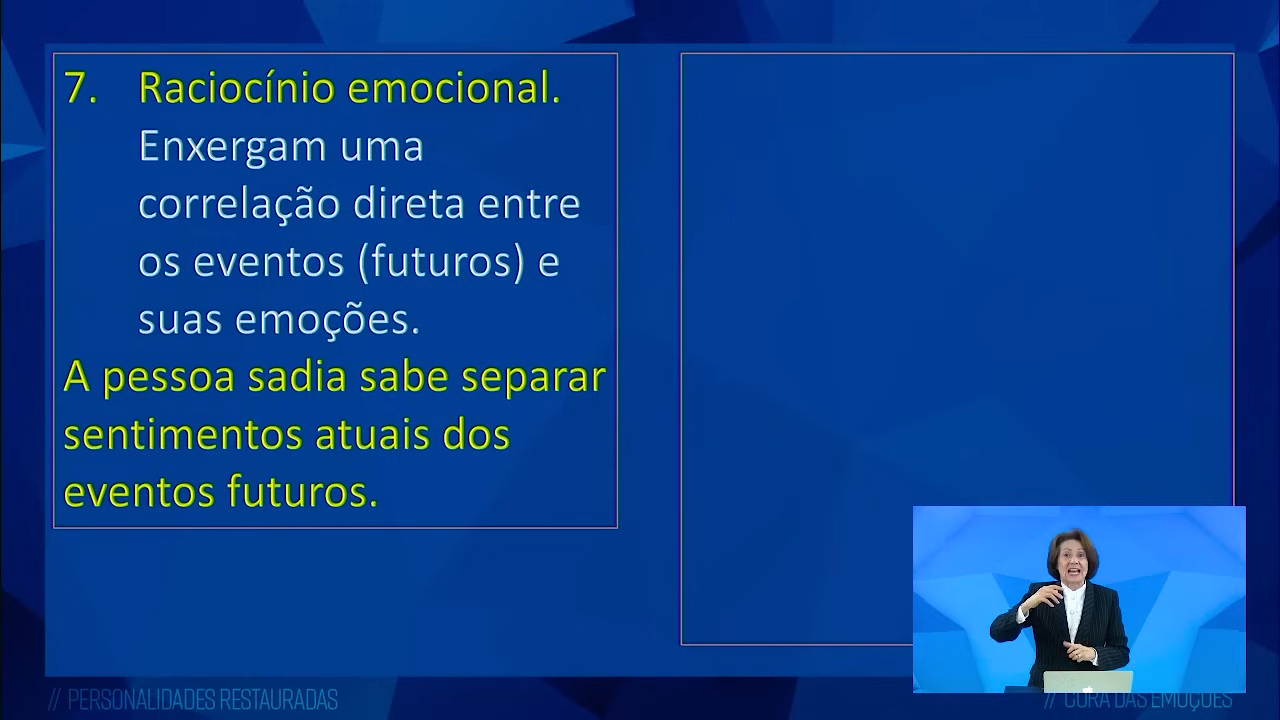 7. Raciocínio emocional.
Enxergam uma
correlação direta entre
os eventos (futuros) e
suas emoções.
A pessoa sadia sabe separar
sentimentos atuais dos
eventos futuros.
// PERSONALIDADES RESTAURADAS
// CURA DAS EMOÇÕES